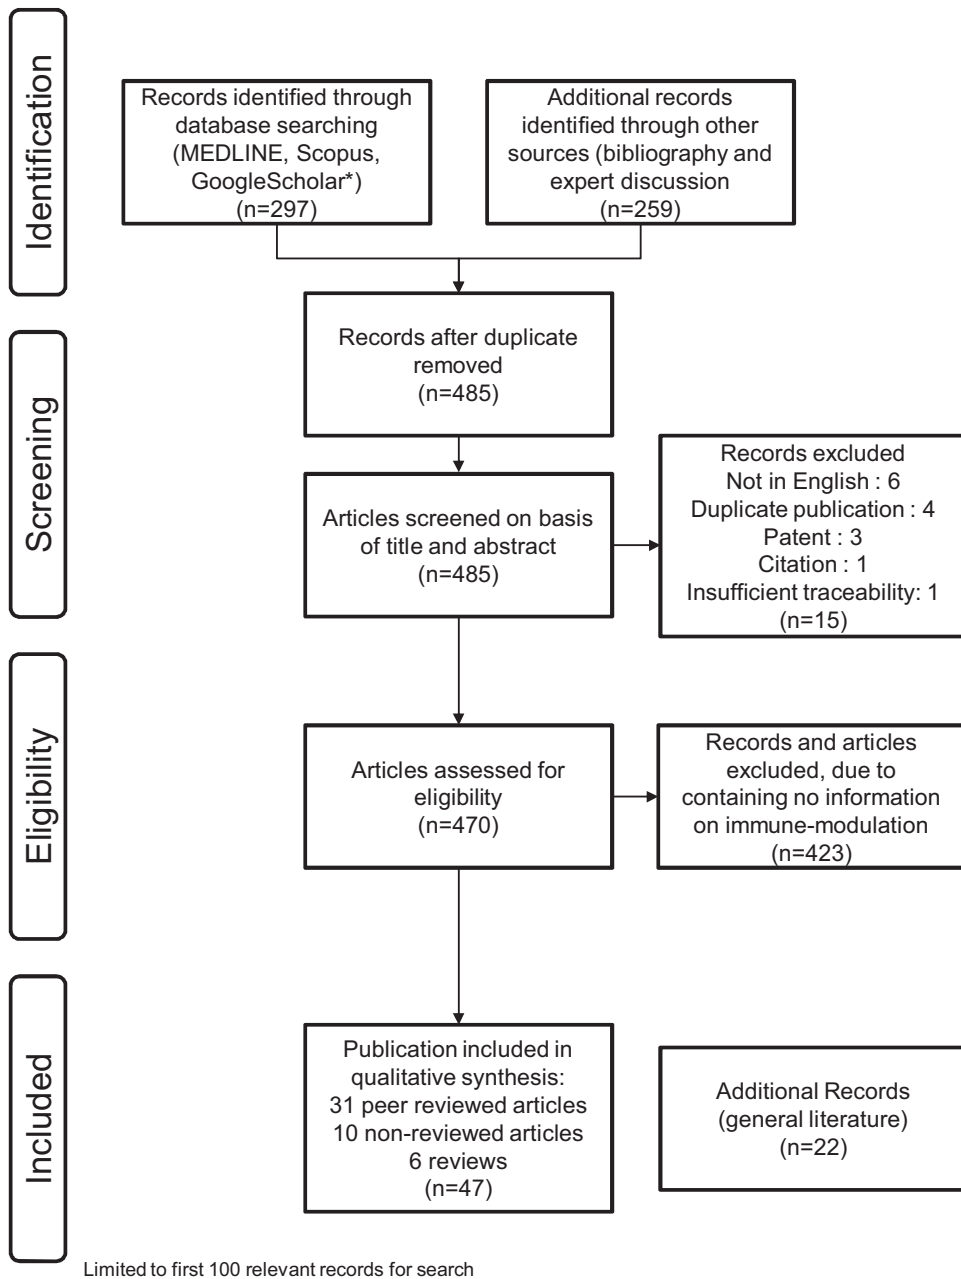 Identification
Records identified through
database searching
(MEDLINE, Scopus,
GoogleScholar*)
(n=297)
Additional records
identified through other
sources (bibliography and
expert discussion
(n=259)
Records after duplicate
removed
(n=485)
Screening
Articles screened on basis
of title and abstract
(n=485)
Records excluded
Not in English : 6
Duplicate publication : 4
Patent : 3
Citation : 1
Insufficient traceability: 1
(n=15)
Eligibility
Articles assessed for
eligibility
(n=470)
Records and articles
excluded, due to
containing no information
on immune-modulation
(n=423)
Included
Publication included in
qualitative synthesis:
31 peer reviewed articles
10 non-reviewed articles
6 reviews
(n=47)
Additional Records
(general literature)
(n=22)
Limited to first 100 relevant records for search